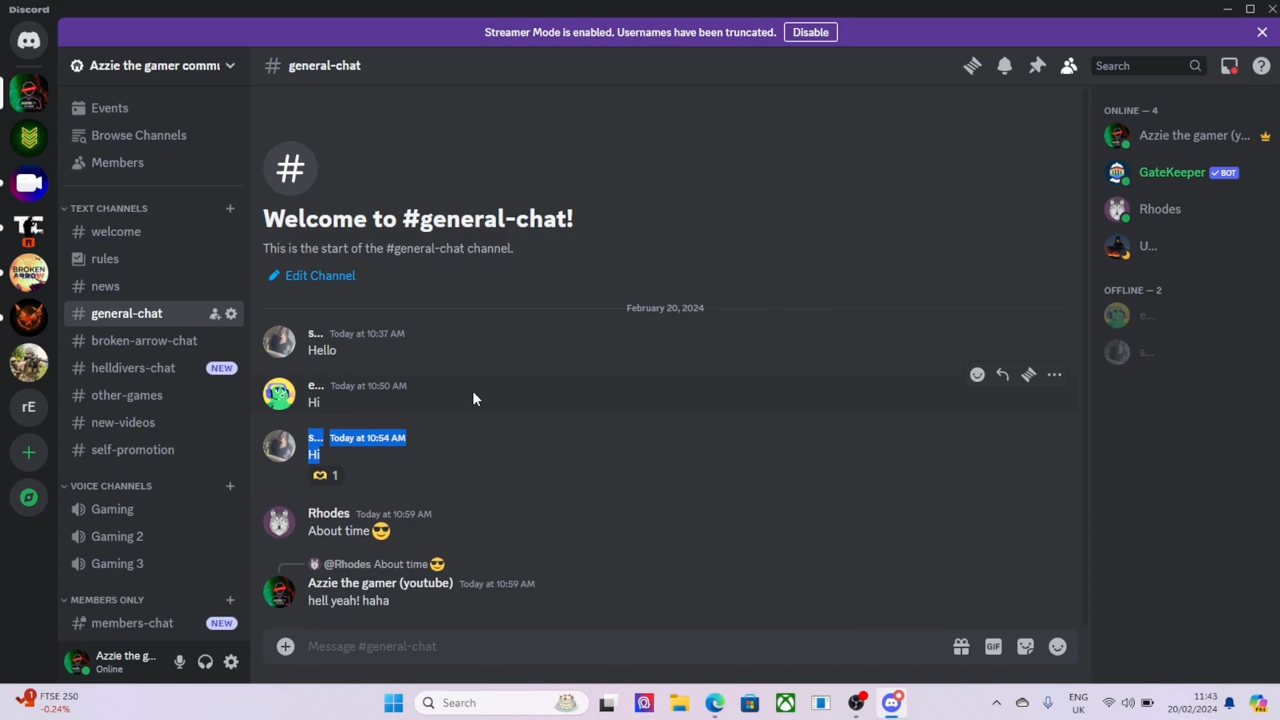 Discord
Streamer Mode is enabled. Usernames have been truncated.
Disable
Azzie the gamer commu
general-chat
Search
Events
Browse Channels
Members
TEXT CHANNELS
welcome
rules
news
general-chat
broken-arrow-chat
helldivers-chat
NEW
other-games
new-videos
self-promotion
VOICE CHANNELS
Gaming
Gaming 2
Gaming 3
MEMBERS ONLY
members-chat
NEW
Azzie the g...
Online
BROKEN
ARROW
rE
Welcome to #general-chat!
This is the start of the #general-chat channel.
Edit Channel
February 20, 2024
s... Today at 10:37 AM
Hello
e... Today at 10:50 AM
Hi
s... Today at 10:54 AM
Hi
1
Rhodes Today at 10:59 AM
About time 😎
@Rhodes About time 😎
Azzie the gamer (youtube) Today at 10:59 AM
hell yeah! haha
Message #general-chat
GIF
ONLINE — 4
Azzie the gamer (y...
GateKeeper ✓ BOT
Rhodes
U...
OFFLINE — 2
e...
s...
1
FTSE 250
-0.24%
Search
ENG
UK
11:43
20/02/2024